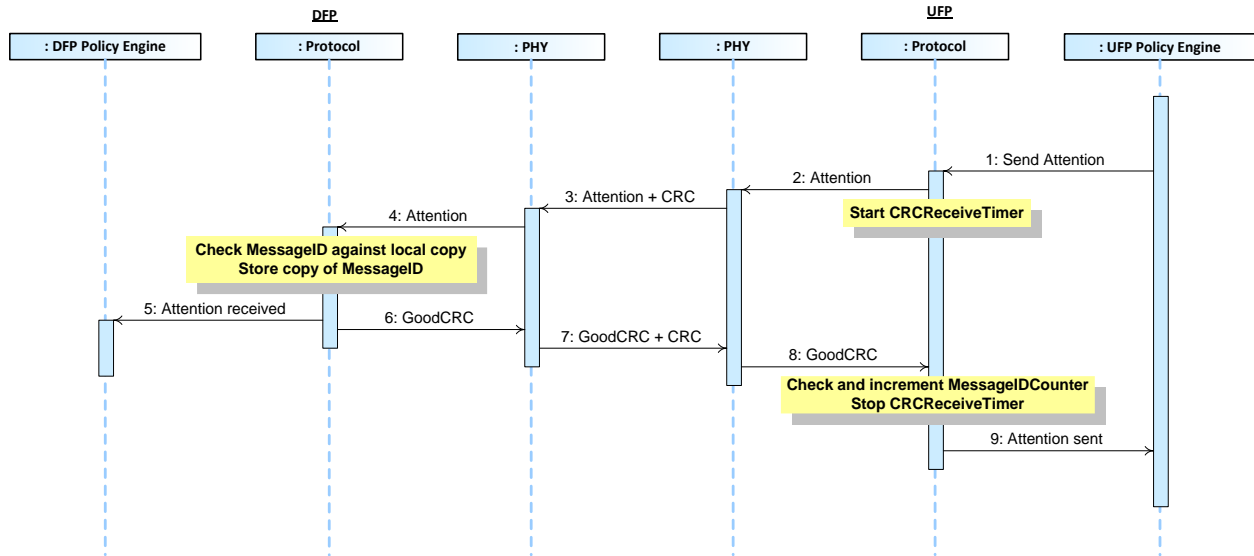 DFP
UFP
: DFP Policy Engine
: Protocol
: PHY
: PHY
: Protocol
: UFP Policy Engine
1: Send Attention
2: Attention
3: Attention + CRC
Start CRCReceiveTimer
4: Attention
Check MessageID against local copy
Store copy of MessageID
5: Attention received
6: GoodCRC
7: GoodCRC + CRC
8: GoodCRC
Check and increment MessageIDCounter
Stop CRCReceiveTimer
9: Attention sent